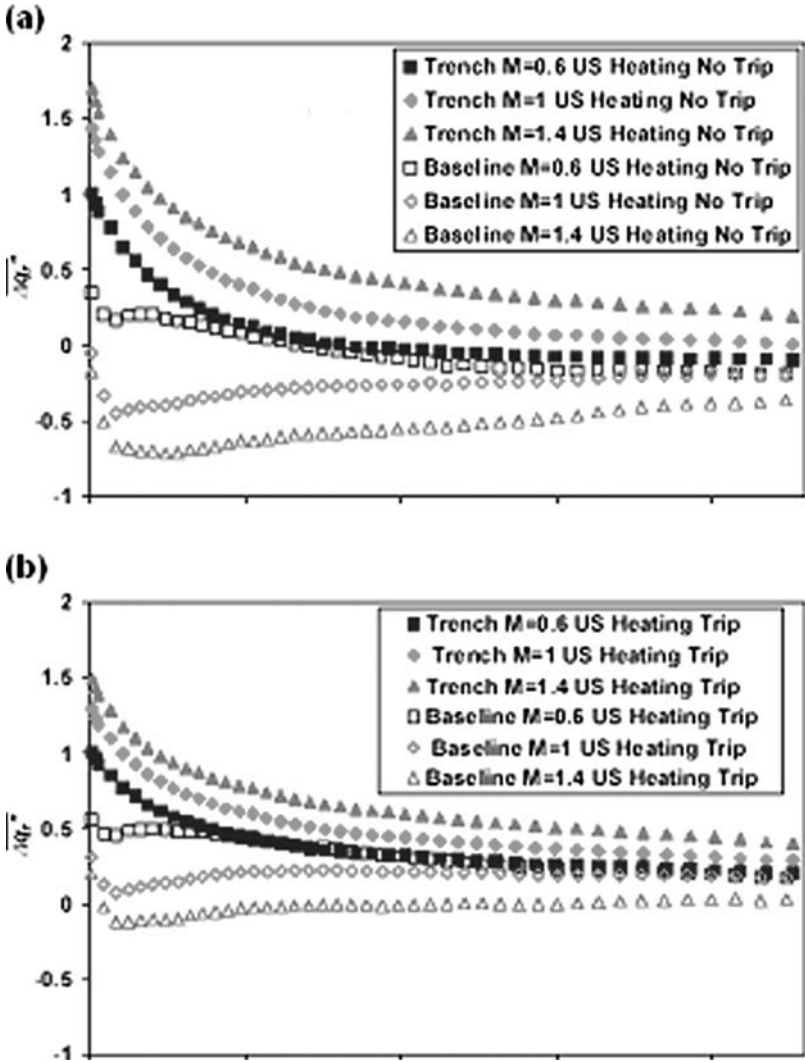 (a)
2
1.5
1
0.5
0
-0.5
-1
Δqr*
Trench M=0.6 US Heating No Trip
Trench M=1 US Heating No Trip
Trench M=1.4 US Heating No Trip
Baseline M=0.6 US Heating No Trip
Baseline M=1 US Heating No Trip
Baseline M=1.4 US Heating No Trip
(b)
2
1.5
1
0.5
0
-0.5
-1
Δqr*
Trench M=0.6 US Heating Trip
Trench M=1 US Heating Trip
Trench M=1.4 US Heating Trip
Baseline M=0.6 US Heating Trip
Baseline M=1 US Heating Trip
Baseline M=1.4 US Heating Trip